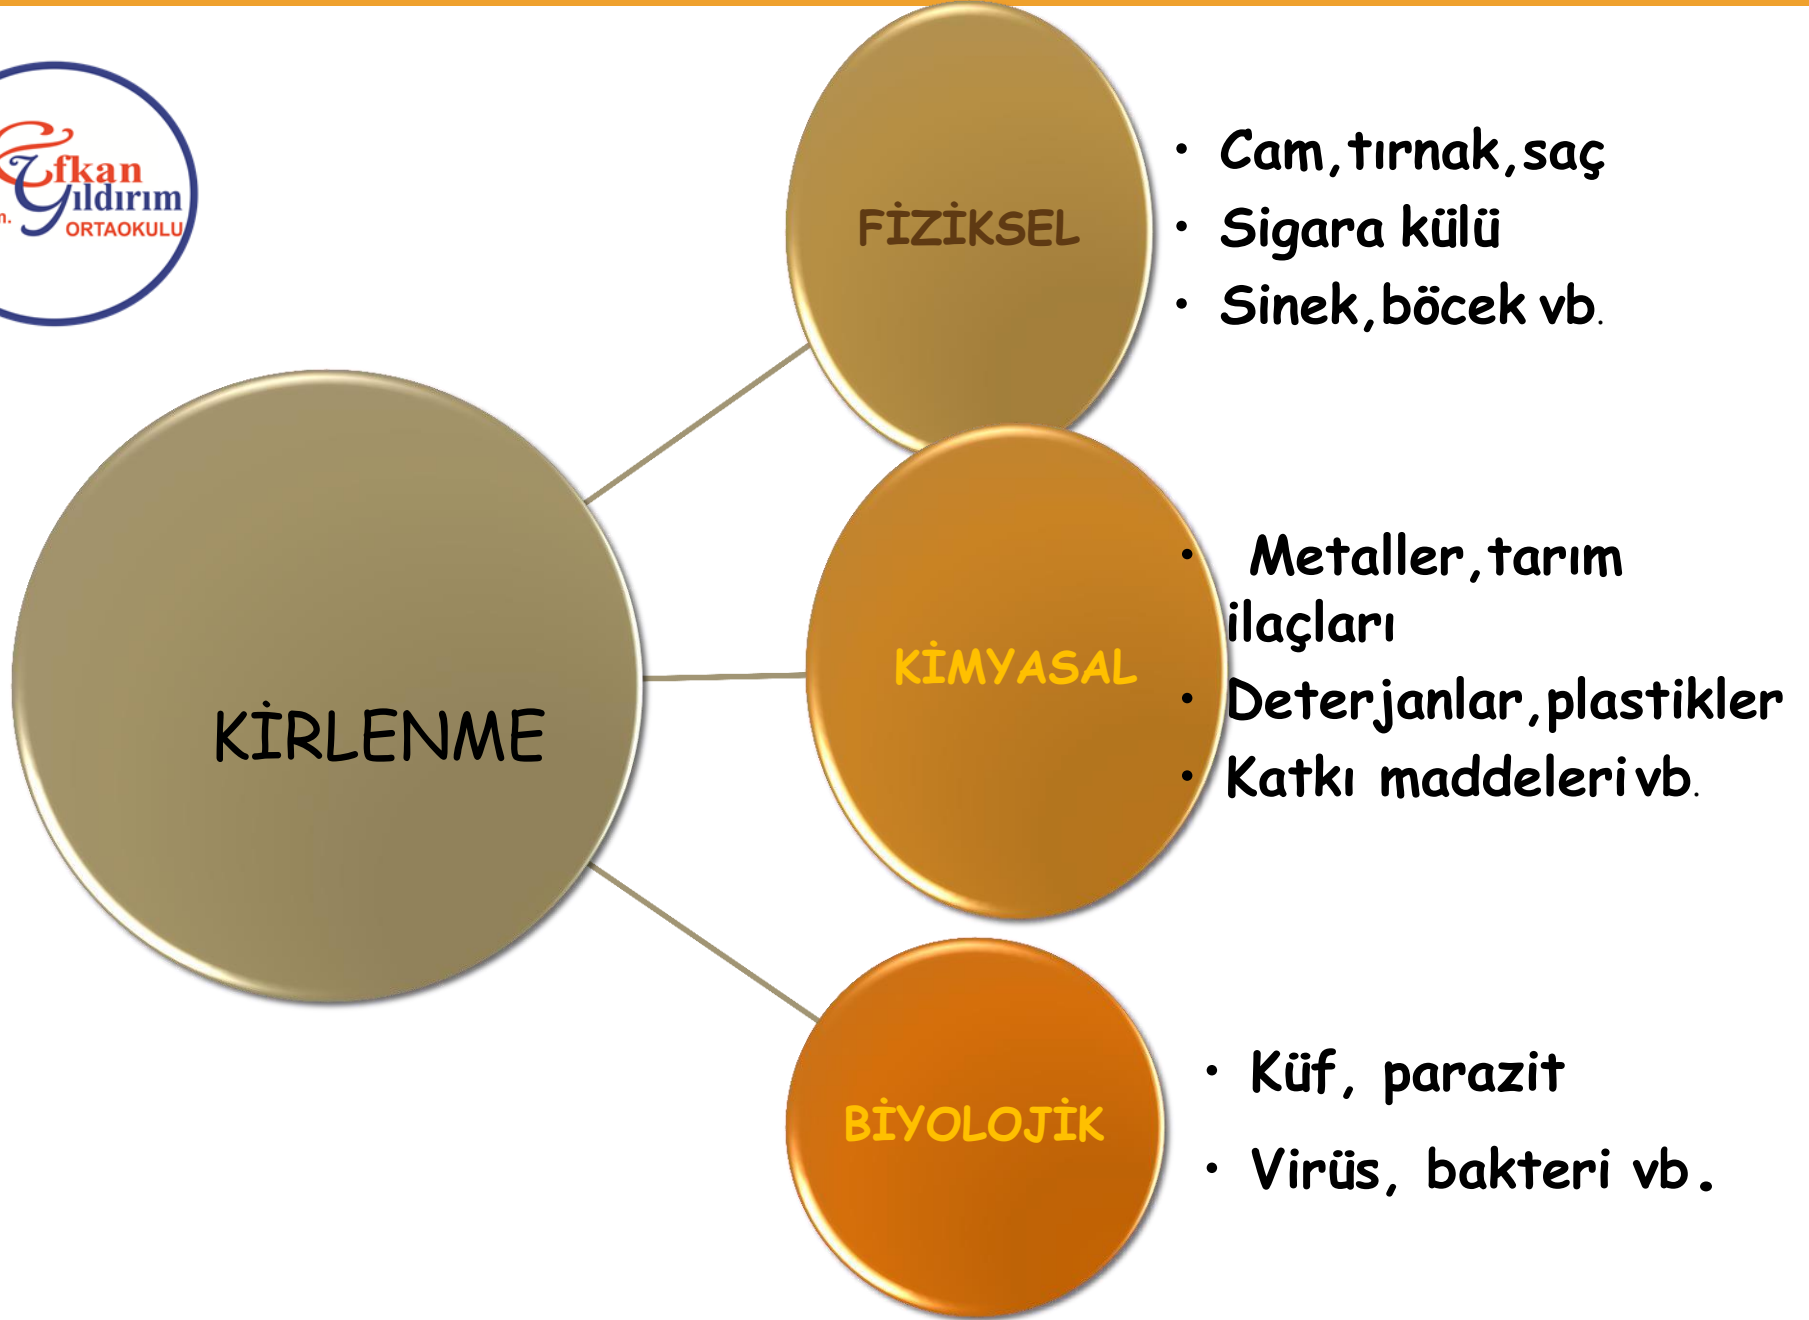 Efkan
Yıldırım
ORTAOKULU
FİZİKSEL
• Cam,tırnak,saç
• Sigara külü
• Sinek,böcek vb.
KİRLENME
KİMYASAL
• Metaller,tarım
ilaçları
• Deterjanlar,plastikler
• Katkı maddeleri vb.
BİYOLOJİK
• Küf, parazit
• Virüs, bakteri vb.